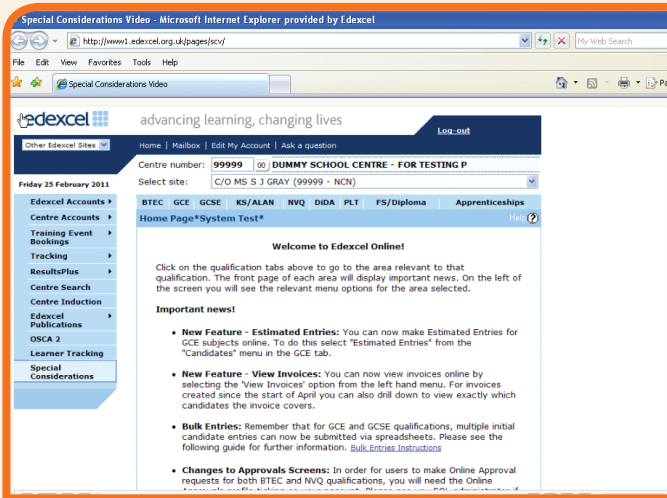 Special Considerations Video - Microsoft Internet Explorer provided by Edexcel
http://www1.edexcel.org.uk/pages/scv/
My Web Search
File Edit View Favorites Tools Help
Special Considerations Video
edexcel
advancing learning, changing lives
Log-out
Other Edexcel Sites
Home | Mailbox | Edit My Account | Ask a question
Centre number: 99999 DUMMY SCHOOL CENTRE - FOR TESTING P
Friday 25 February 2011
Select site: C/O MS S J GRAY (99999 - NCN)
BTEC GCE GCSE KS/ALAN NVQ DiDA PLT FS/Diploma Apprenticeships
Home Page*System Test*
Help ?
Edexcel Accounts
Centre Accounts
Training Event
Bookings
Tracking
ResultsPlus
Centre Search
Centre Induction
Edexcel
Publications
OSCA 2
Learner Tracking
Special
Considerations
Welcome to Edexcel Online!
Click on the qualification tabs above to go to the area relevant to that
qualification. The front page of each area will display important news. On the left of
the screen you will see the relevant menu options for the area selected.
Important news!
• New Feature - Estimated Entries: You can now make Estimated Entries for
GCE subjects online. To do this select "Estimated Entries" from the
"Candidates" menu in the GCE tab.
• New Feature - View Invoices: You can now view invoices online by
selecting the 'View Invoices' option from the left hand menu. For invoices
created since the start of April you can also drill down to view exactly which
candidates the invoice covers.
• Bulk Entries: Remember that for GCE and GCSE qualifications, multiple initial
candidate entries can now be submitted via spreadsheets. Please see the
following guide for further information. Bulk Entries Instructions
• Changes to Approvals Screens: In order for users to make Online Approval
requests for both BTEC and NVQ qualifications, you will need the Online